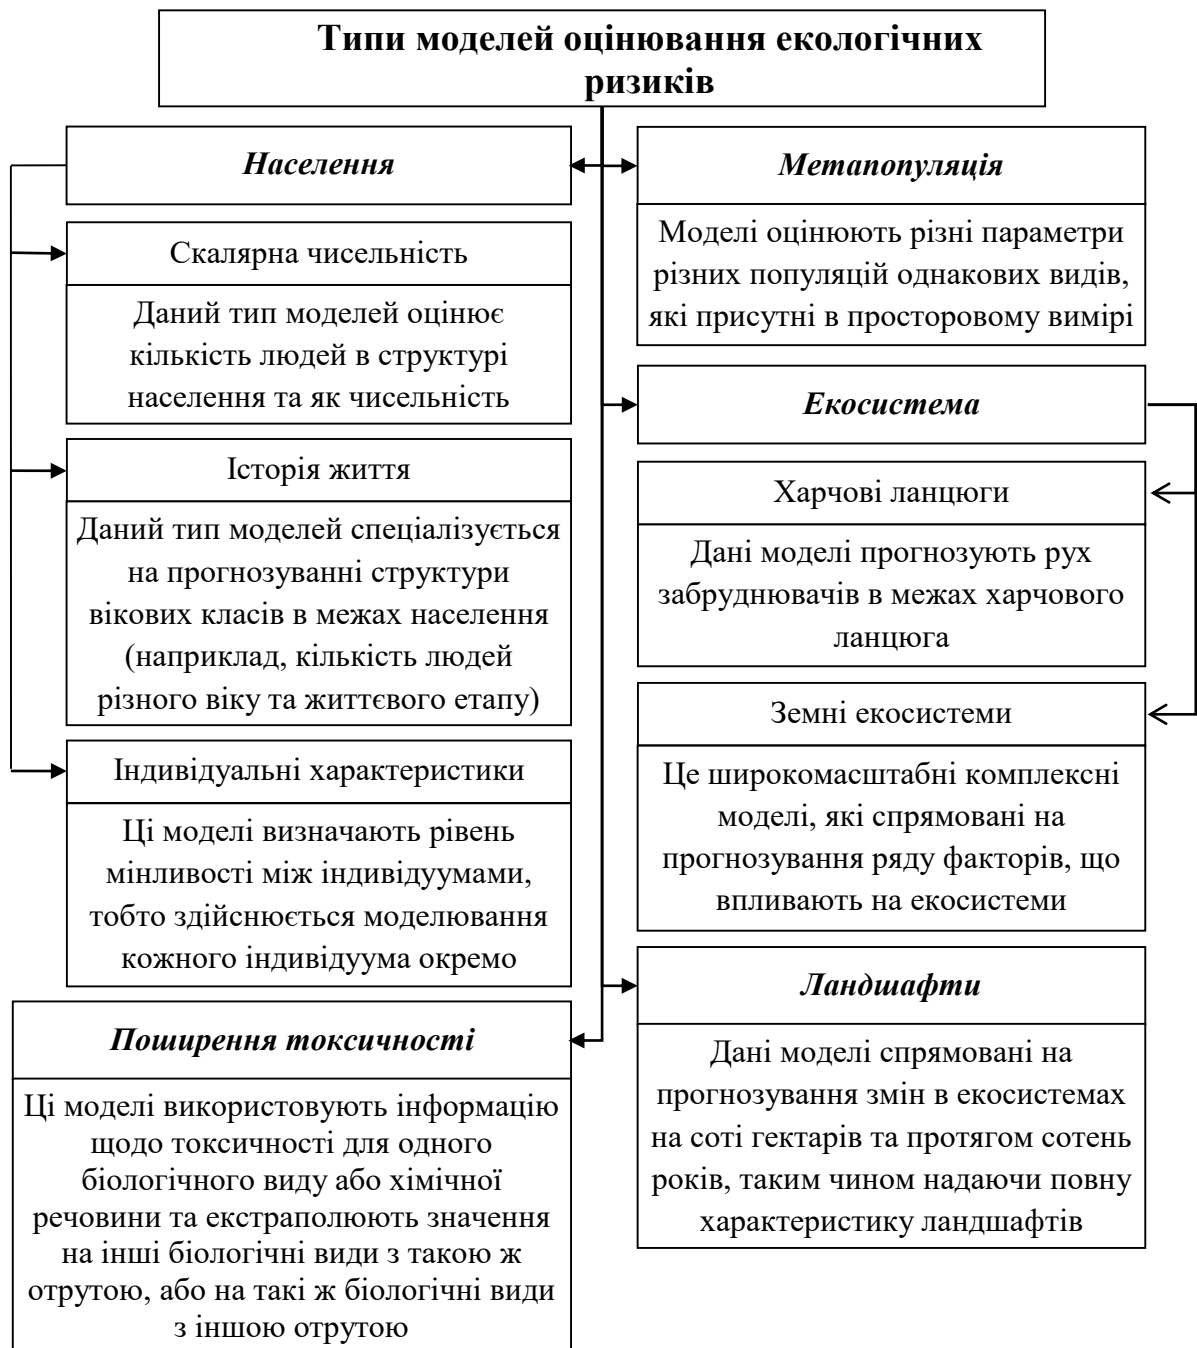 Типи моделей оцінювання екологічних
ризиків
Населення
Скалярна чисельність
Даний тип моделей оцінює
кількість людей в структурі
населення та як чисельність
Історія життя
Даний тип моделей спеціалізується
на прогнозуванні структури
вікових класів в межах населення
(наприклад, кількість людей
різного віку та життєвого етапу)
Індивідуальні характеристики
Ці моделі визначають рівень
мінливості між індивідуумами,
тобто здійснюється моделювання
кожного індивідуума окремо
Поширення токсичності
Ці моделі використовують інформацію
щодо токсичності для одного
біологічного виду або хімічної
речовини та екстраполюють значення
на інші біологічні види з такою ж
отрутою, або на такі ж біологічні види
з іншою отрутою
Метапопуляція
Моделі оцінюють різні параметри
різних популяцій однакових видів,
які присутні в просторовому вимірі
Екосистема
Харчові ланцюги
Дані моделі прогнозують рух
забруднювачів в межах харчового
ланцюга
Земні екосистеми
Це широкомасштабні комплексні
моделі, які спрямовані на
прогнозування ряду факторів, що
впливають на екосистеми
Ландшафти
Дані моделі спрямовані на
прогнозування змін в екосистемах
на соті гектарів та протягом сотень
років, таким чином надаючи повну
характеристику ландшафтів